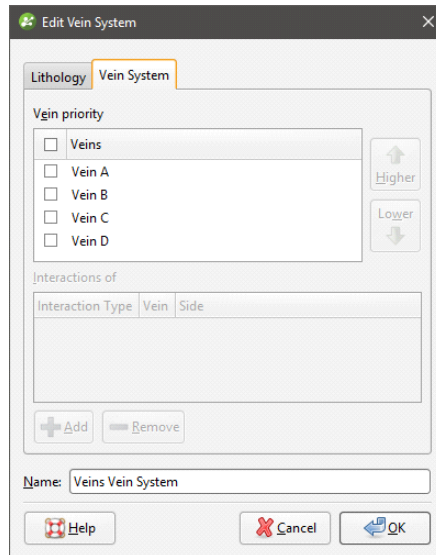 Edit Vein System
Lithology Vein System
Vein priority
Veins
Vein A
Vein B
Vein C
Vein D
Higher
Lower
Interactions of
Interaction Type Vein Side
Add Remove
Name: Veins Vein System
Help Cancel OK